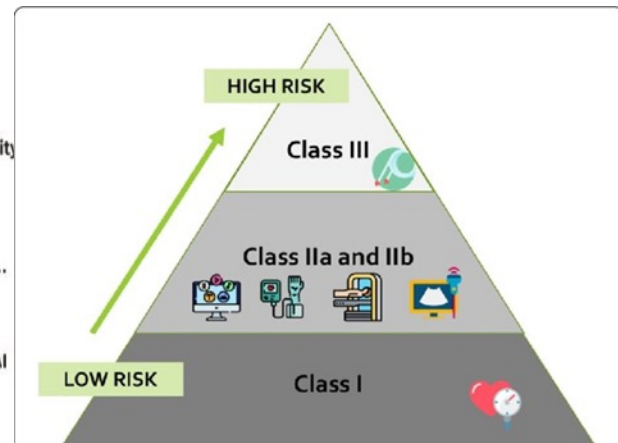 HIGH RISK
Class III
Class IIa and IIb
LOW RISK
Class I